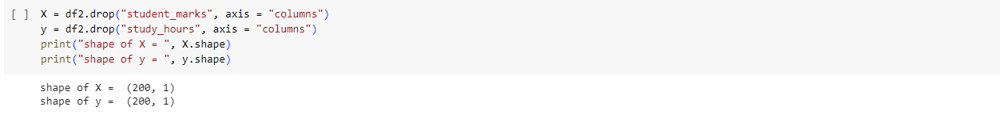 [ ] X = df2.drop("student_marks", axis = "columns")
y = df2.drop("study_hours", axis = "columns")
print("shape of X = ", X.shape)
print("shape of y = ", y.shape)
shape of X =  (200, 1)
shape of y =  (200, 1)